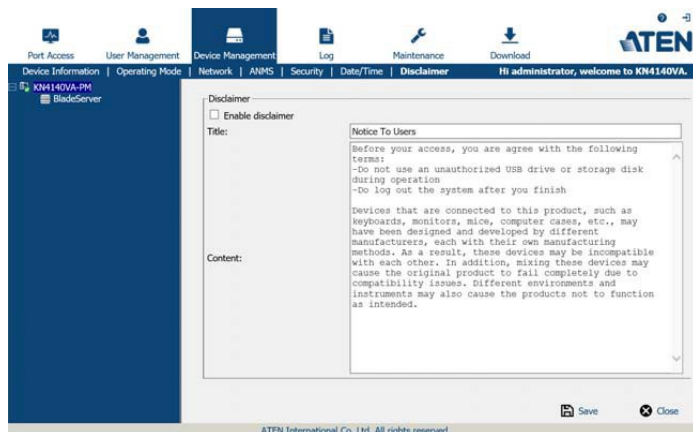 ATEN
Port Access
User Management
Device Management
Log
Maintenance
Download
Device Information | Operating Mode | Network | ANMS | Security | Date/Time | Disclaimer
Hi administrator, welcome to KN4140VA.
KN4140VA-PM
BladeServer
Disclaimer
Enable disclaimer
Title:
Notice To Users
Content:
Before your access, you are agree with the following
terms:
-Do not use an unauthorized USB drive or storage disk
during operation
-Do log out the system after you finish
Devices that are connected to this product, such as
keyboards, monitors, mice, computer cases, etc., may
have been designed and developed by different
manufacturers, each with their own manufacturing
methods. As a result, these devices may be incompatible
with each other. In addition, mixing these devices may
cause the original product to fail completely due to
compatibility issues. Different environments and
instruments may also cause the products not to function
as intended.
Save
Close
ATEN International Co. Ltd. All rights reserved